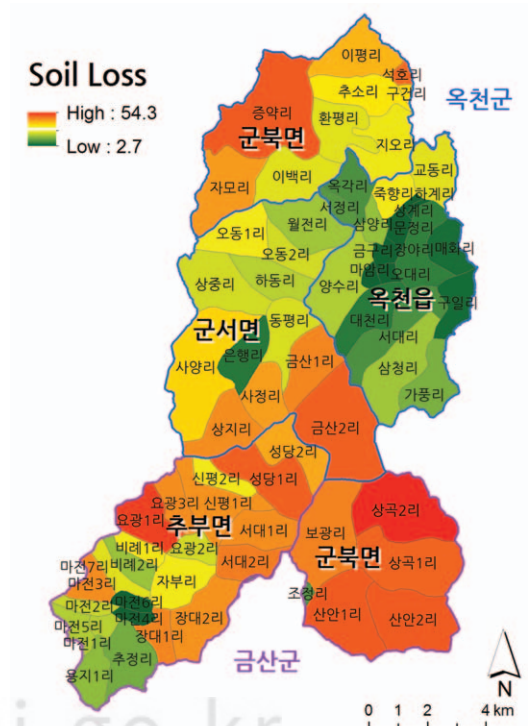 Soil Loss
High : 54.3
Low : 2.7
이평리
석호리
추소리
구건리
옥천군
증약리
환평리
군북면
지오리
교동리
이백리
옥각리
자모리
죽향리
하계리
서정리
상계리
월전리
삼양리
문정리
오동1리
금구리
장야리
매화리
오동2리
마암리
오대리
상중리
하동리
양수리
옥천읍
구일리
동평리
대천리
군서면
서대리
은행리
금산1리
사양리
삼청리
사정리
가풍리
상지리
금산2리
성당2리
신평2리
성당1리
요광3리
신평1리
상곡2리
요광1리
추부면
서대1리
보광리
군북면
비례1리
요광2리
마전7리
비례2리
서대2리
상곡1리
마전3리
자부리
조정리
마전2리
마전6리
마전4리
장대2리
산안1리
산안2리
마전5리
장대1리
마전1리
추정리
용지1리
금산군
N
0 1 2 4 km
i.go.kr